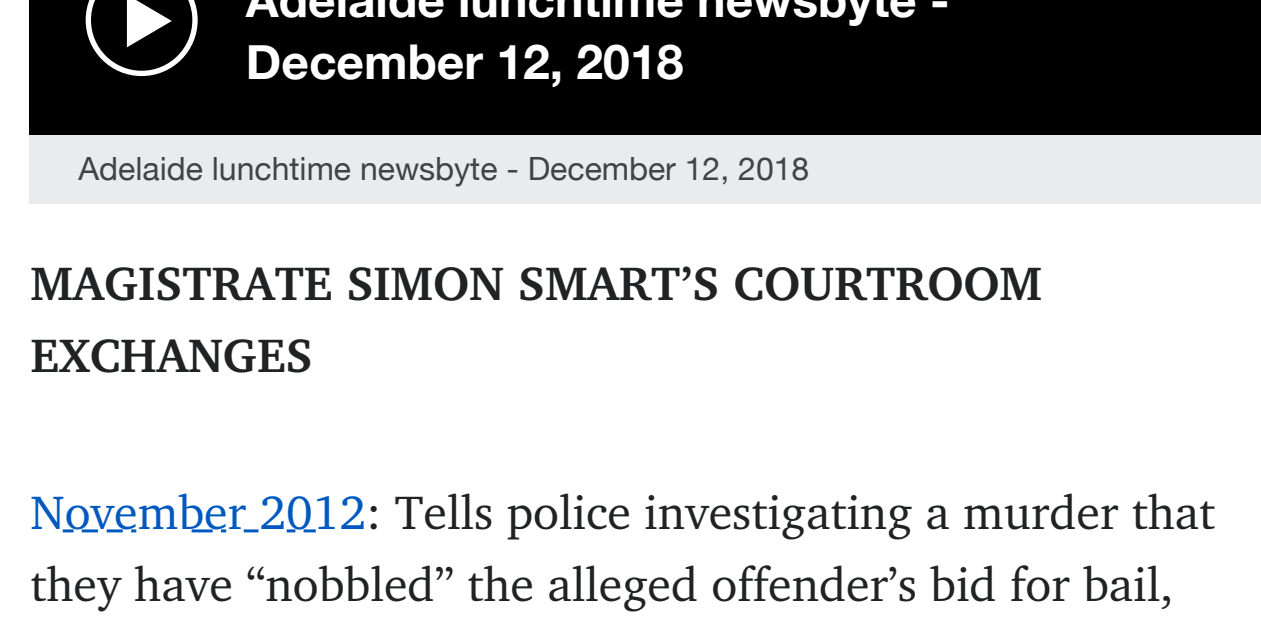 Adelaide lunchtime newsbyte -
December 12, 2018
Adelaide lunchtime newsbyte - December 12, 2018
MAGISTRATE SIMON SMART’S COURTROOM
EXCHANGES
November 2012: Tells police investigating a murder that
they have “nobbled” the alleged offender’s bid for bail,